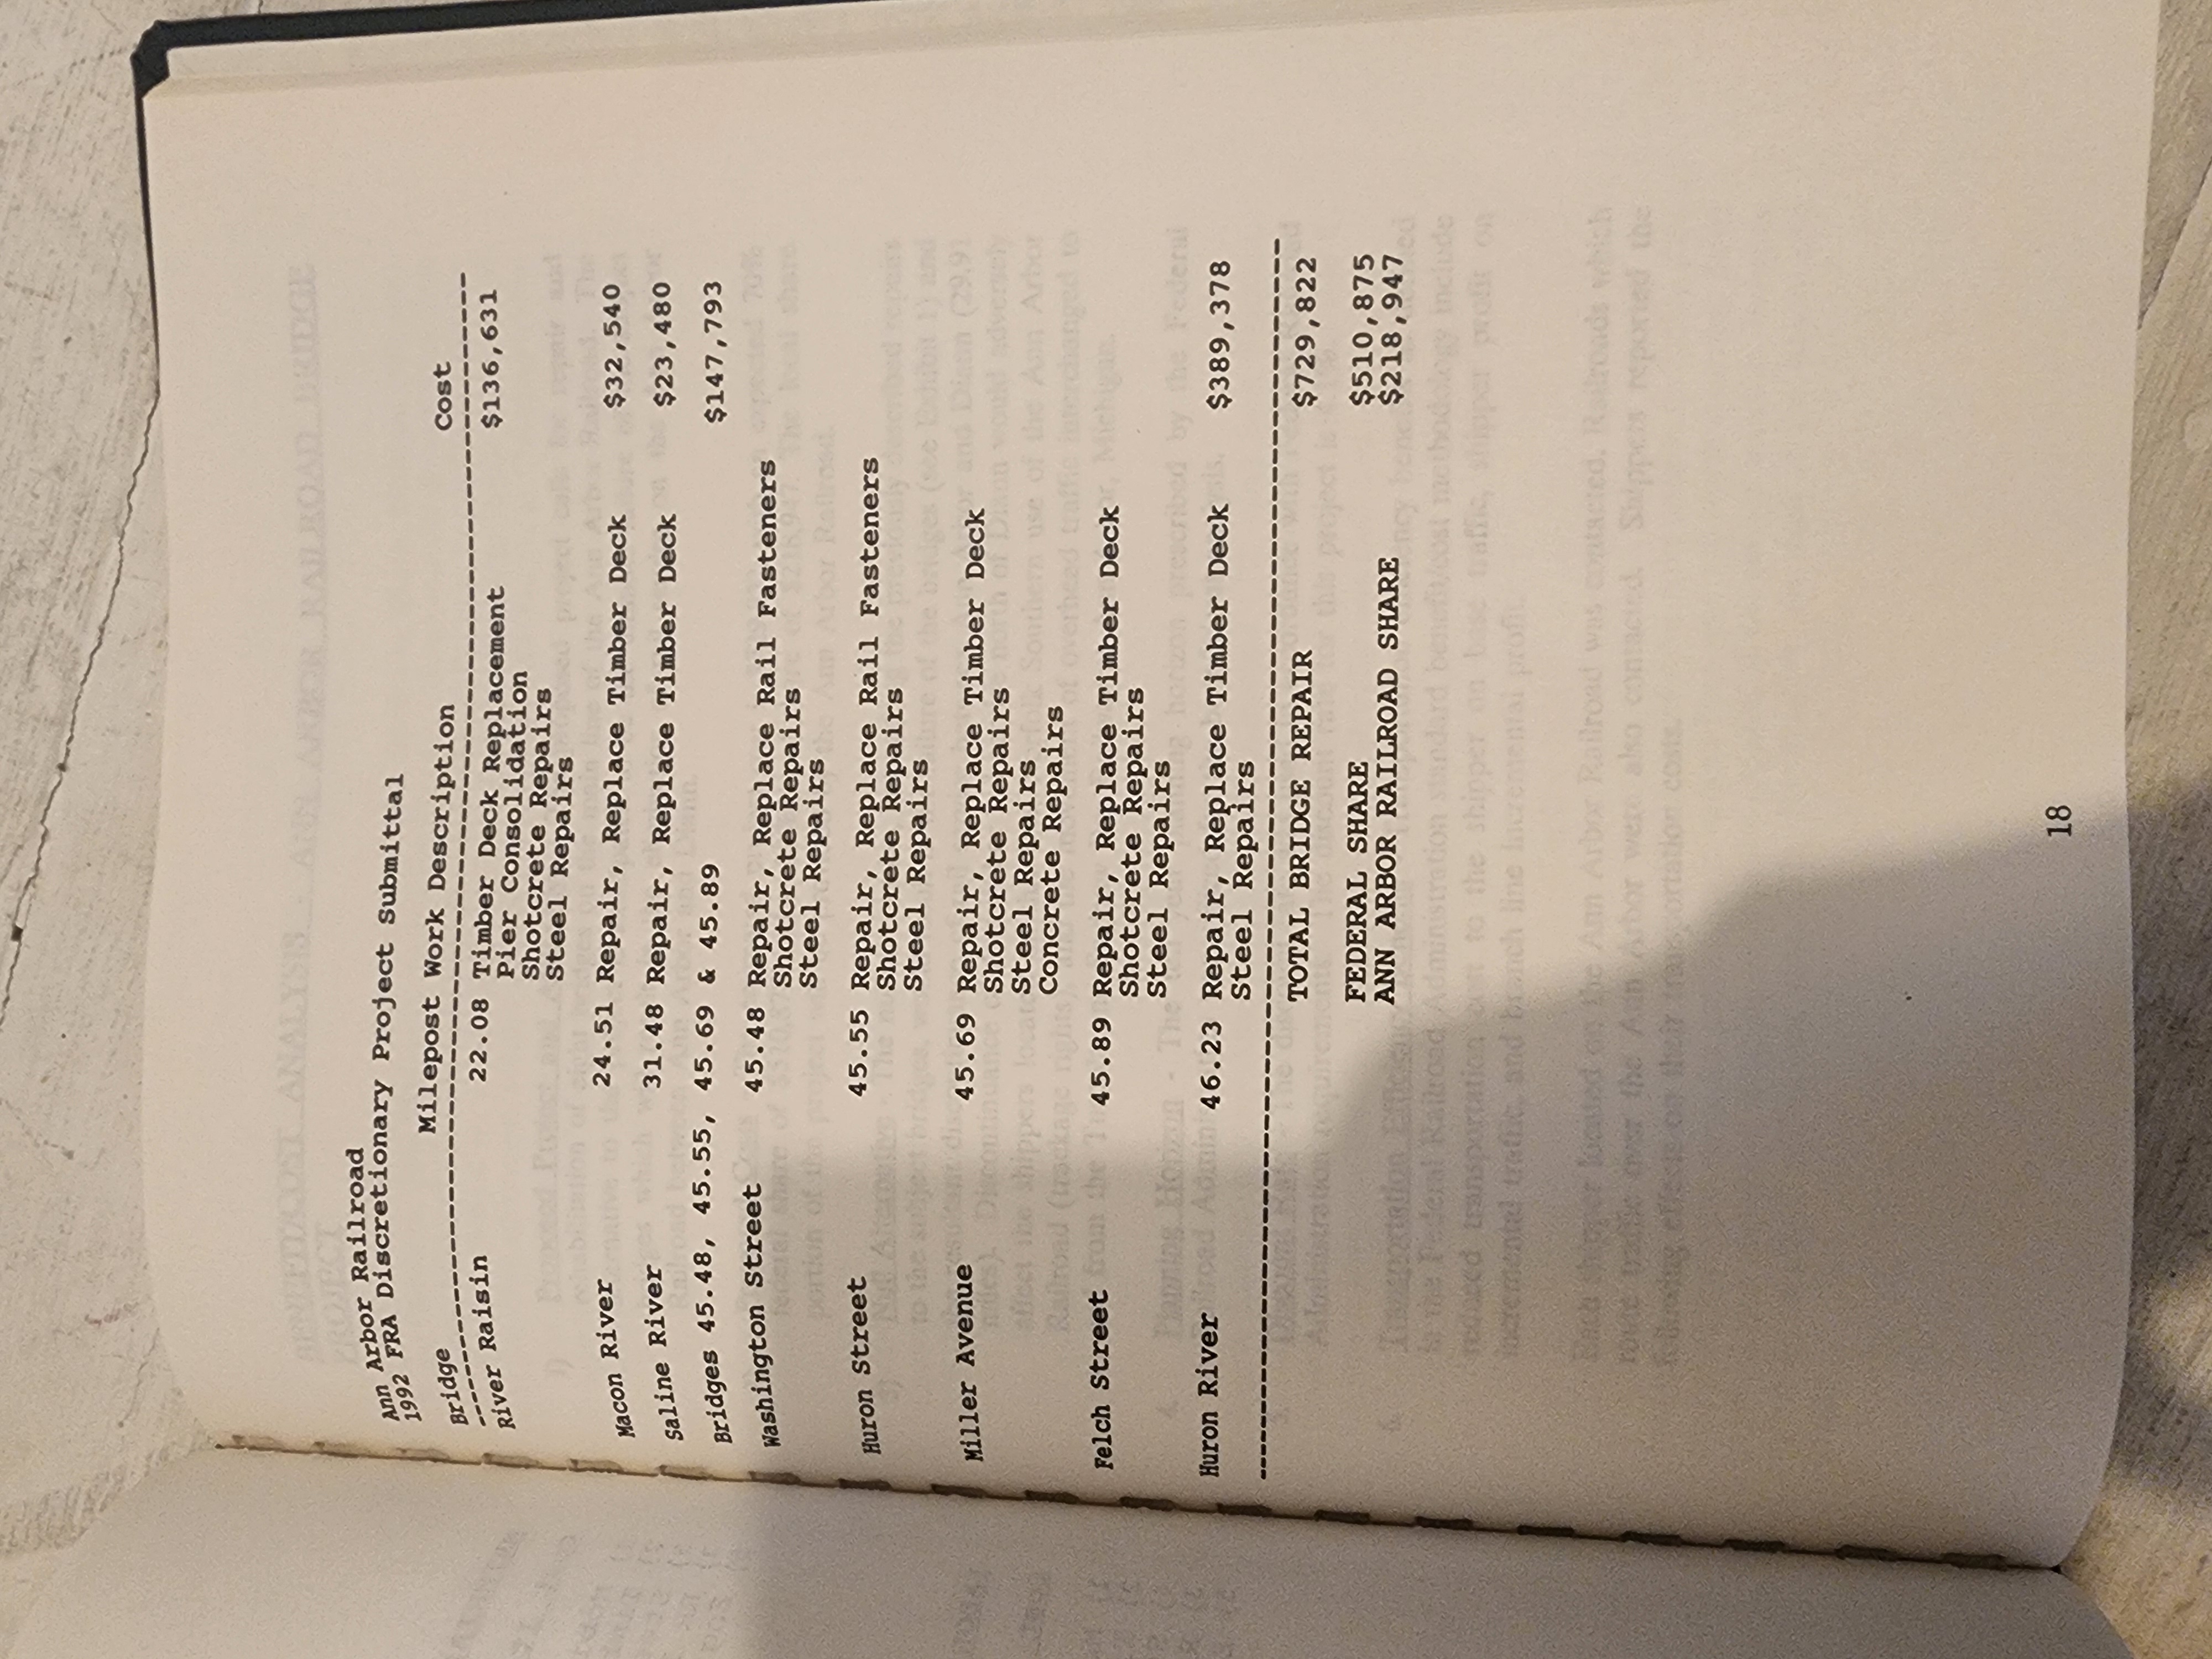 Ann Arbor Railroad
1992 FRA Discretionary Project Submittal
Bridge Milepost Work Description Cost
------------------------------------------------------------
River Raisin 22.08 Timber Deck Replacement $136,631
Pier Consolidation
Shotcrete Repairs
Steel Repairs
Macon River 24.51 Repair, Replace Timber Deck $32,540
Saline River 31.48 Repair, Replace Timber Deck $23,480
Bridges 45.48, 45.55, 45.69 & 45.89 $147,793
Washington Street 45.48 Repair, Replace Rail Fasteners
Shotcrete Repairs
Steel Repairs
Huron Street 45.55 Repair, Replace Rail Fasteners
Shotcrete Repairs
Steel Repairs
Miller Avenue 45.69 Repair, Replace Timber Deck
Shotcrete Repairs
Steel Repairs
Concrete Repairs
Felch Street 45.89 Repair, Replace Timber Deck
Shotcrete Repairs
Steel Repairs
Huron River 46.23 Repair, Replace Timber Deck $389,378
Steel Repairs
------------------------------------------------------------
TOTAL BRIDGE REPAIR $729,822
FEDERAL SHARE $510,875
ANN ARBOR RAILROAD SHARE $218,947
18